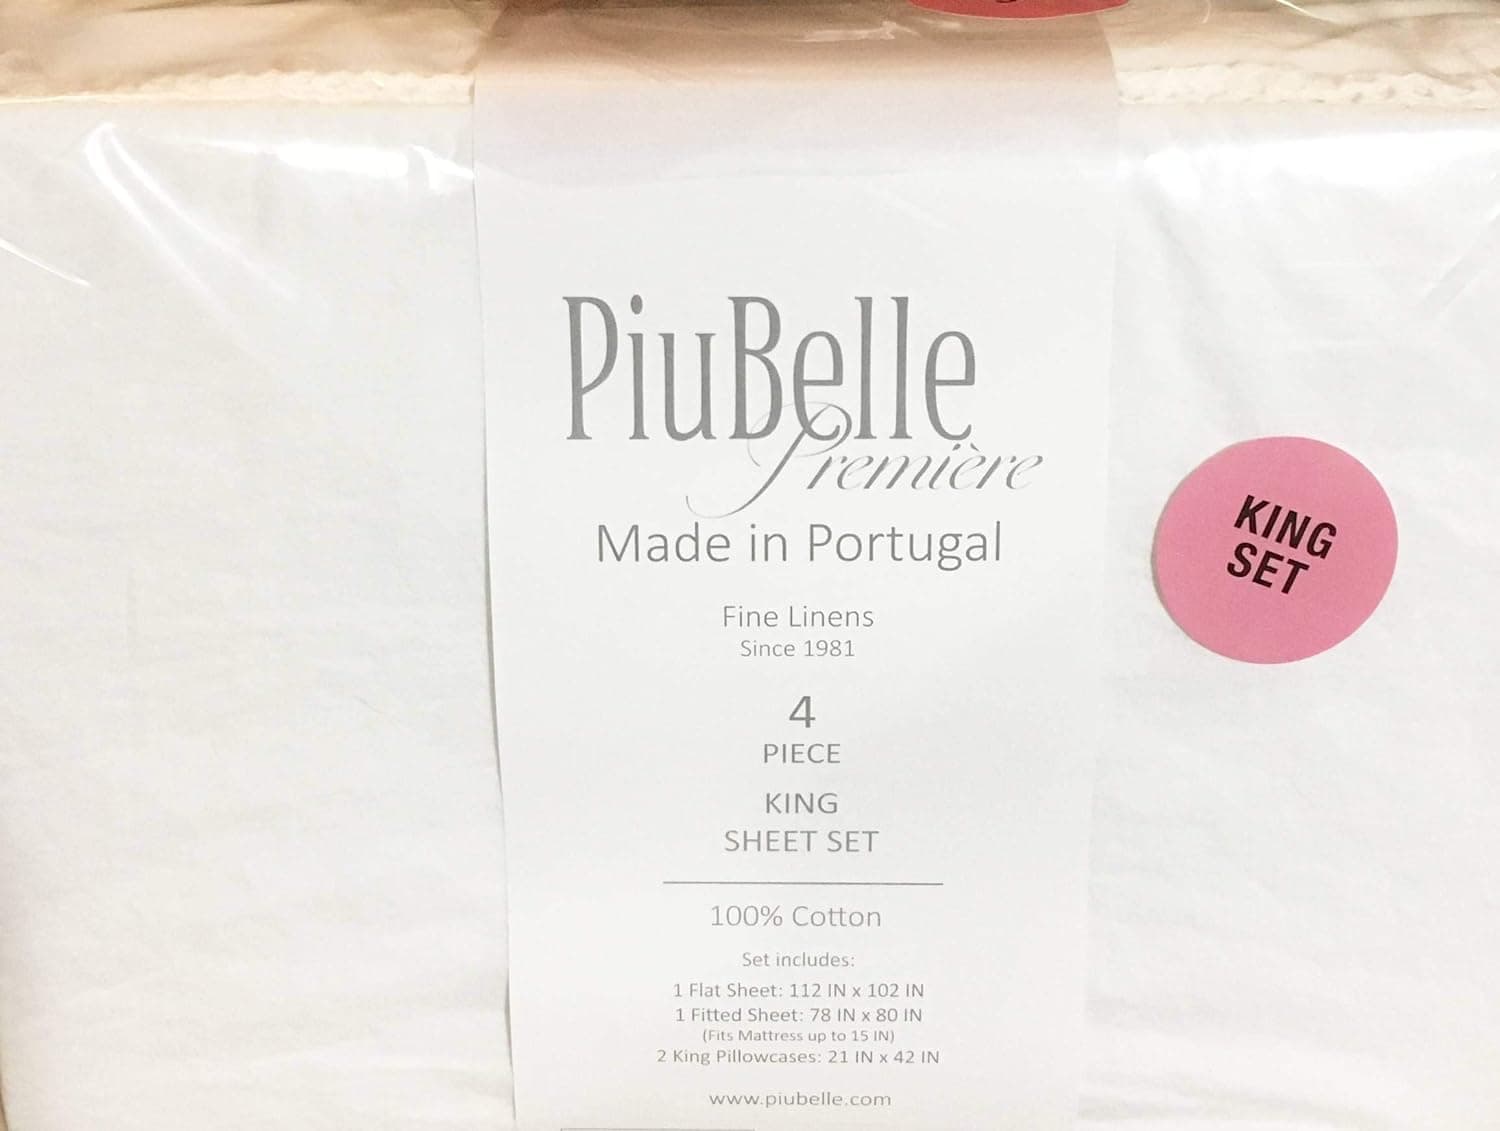 PiuBelle
Première
Made in Portugal
Fine Linens
Since 1981
4
PIECE
KING
SHEET SET
100% Cotton
Set includes:
1 Flat Sheet: 112 IN x 102 IN
1 Fitted Sheet: 78 IN x 80 IN
(Fits Mattress up to 15 IN)
2 King Pillowcases: 21 IN x 42 IN
www.piubelle.com
KING
SET